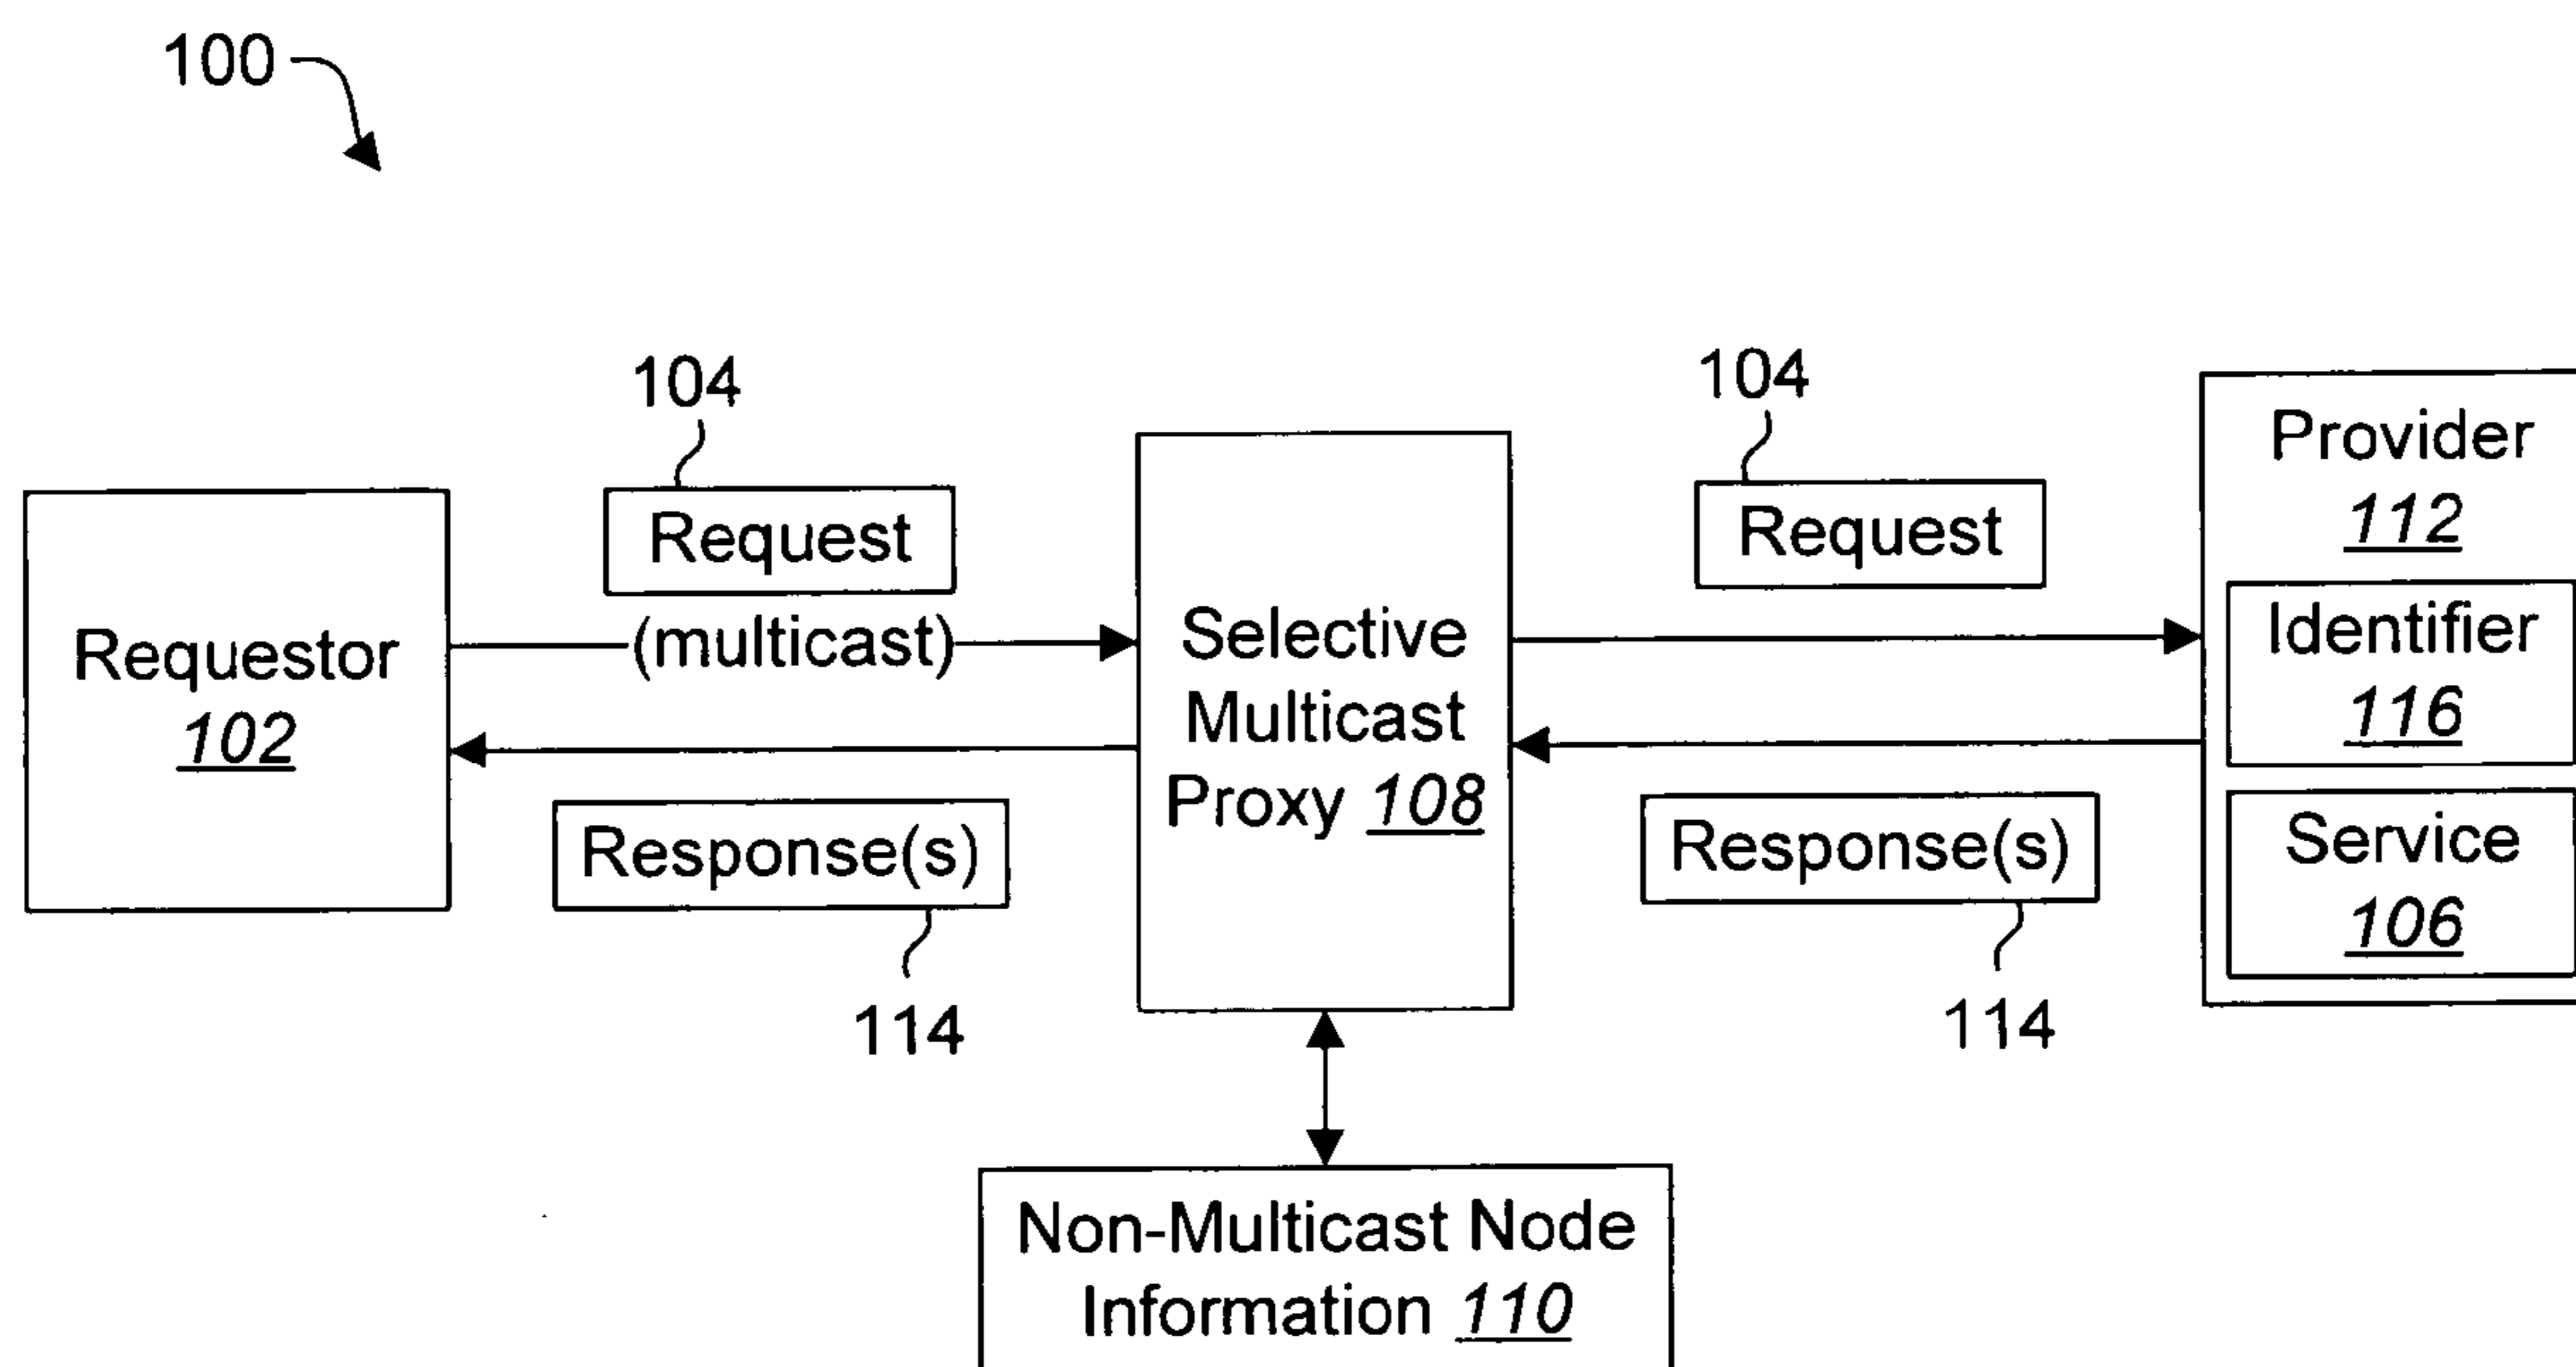 100
104
104
Request
Request
(multicast)
Requestor
102
Selective
Multicast
Proxy 108
Provider
112
Identifier
116
Service
106
Response(s)
Response(s)
114
114
Non-Multicast Node
Information 110